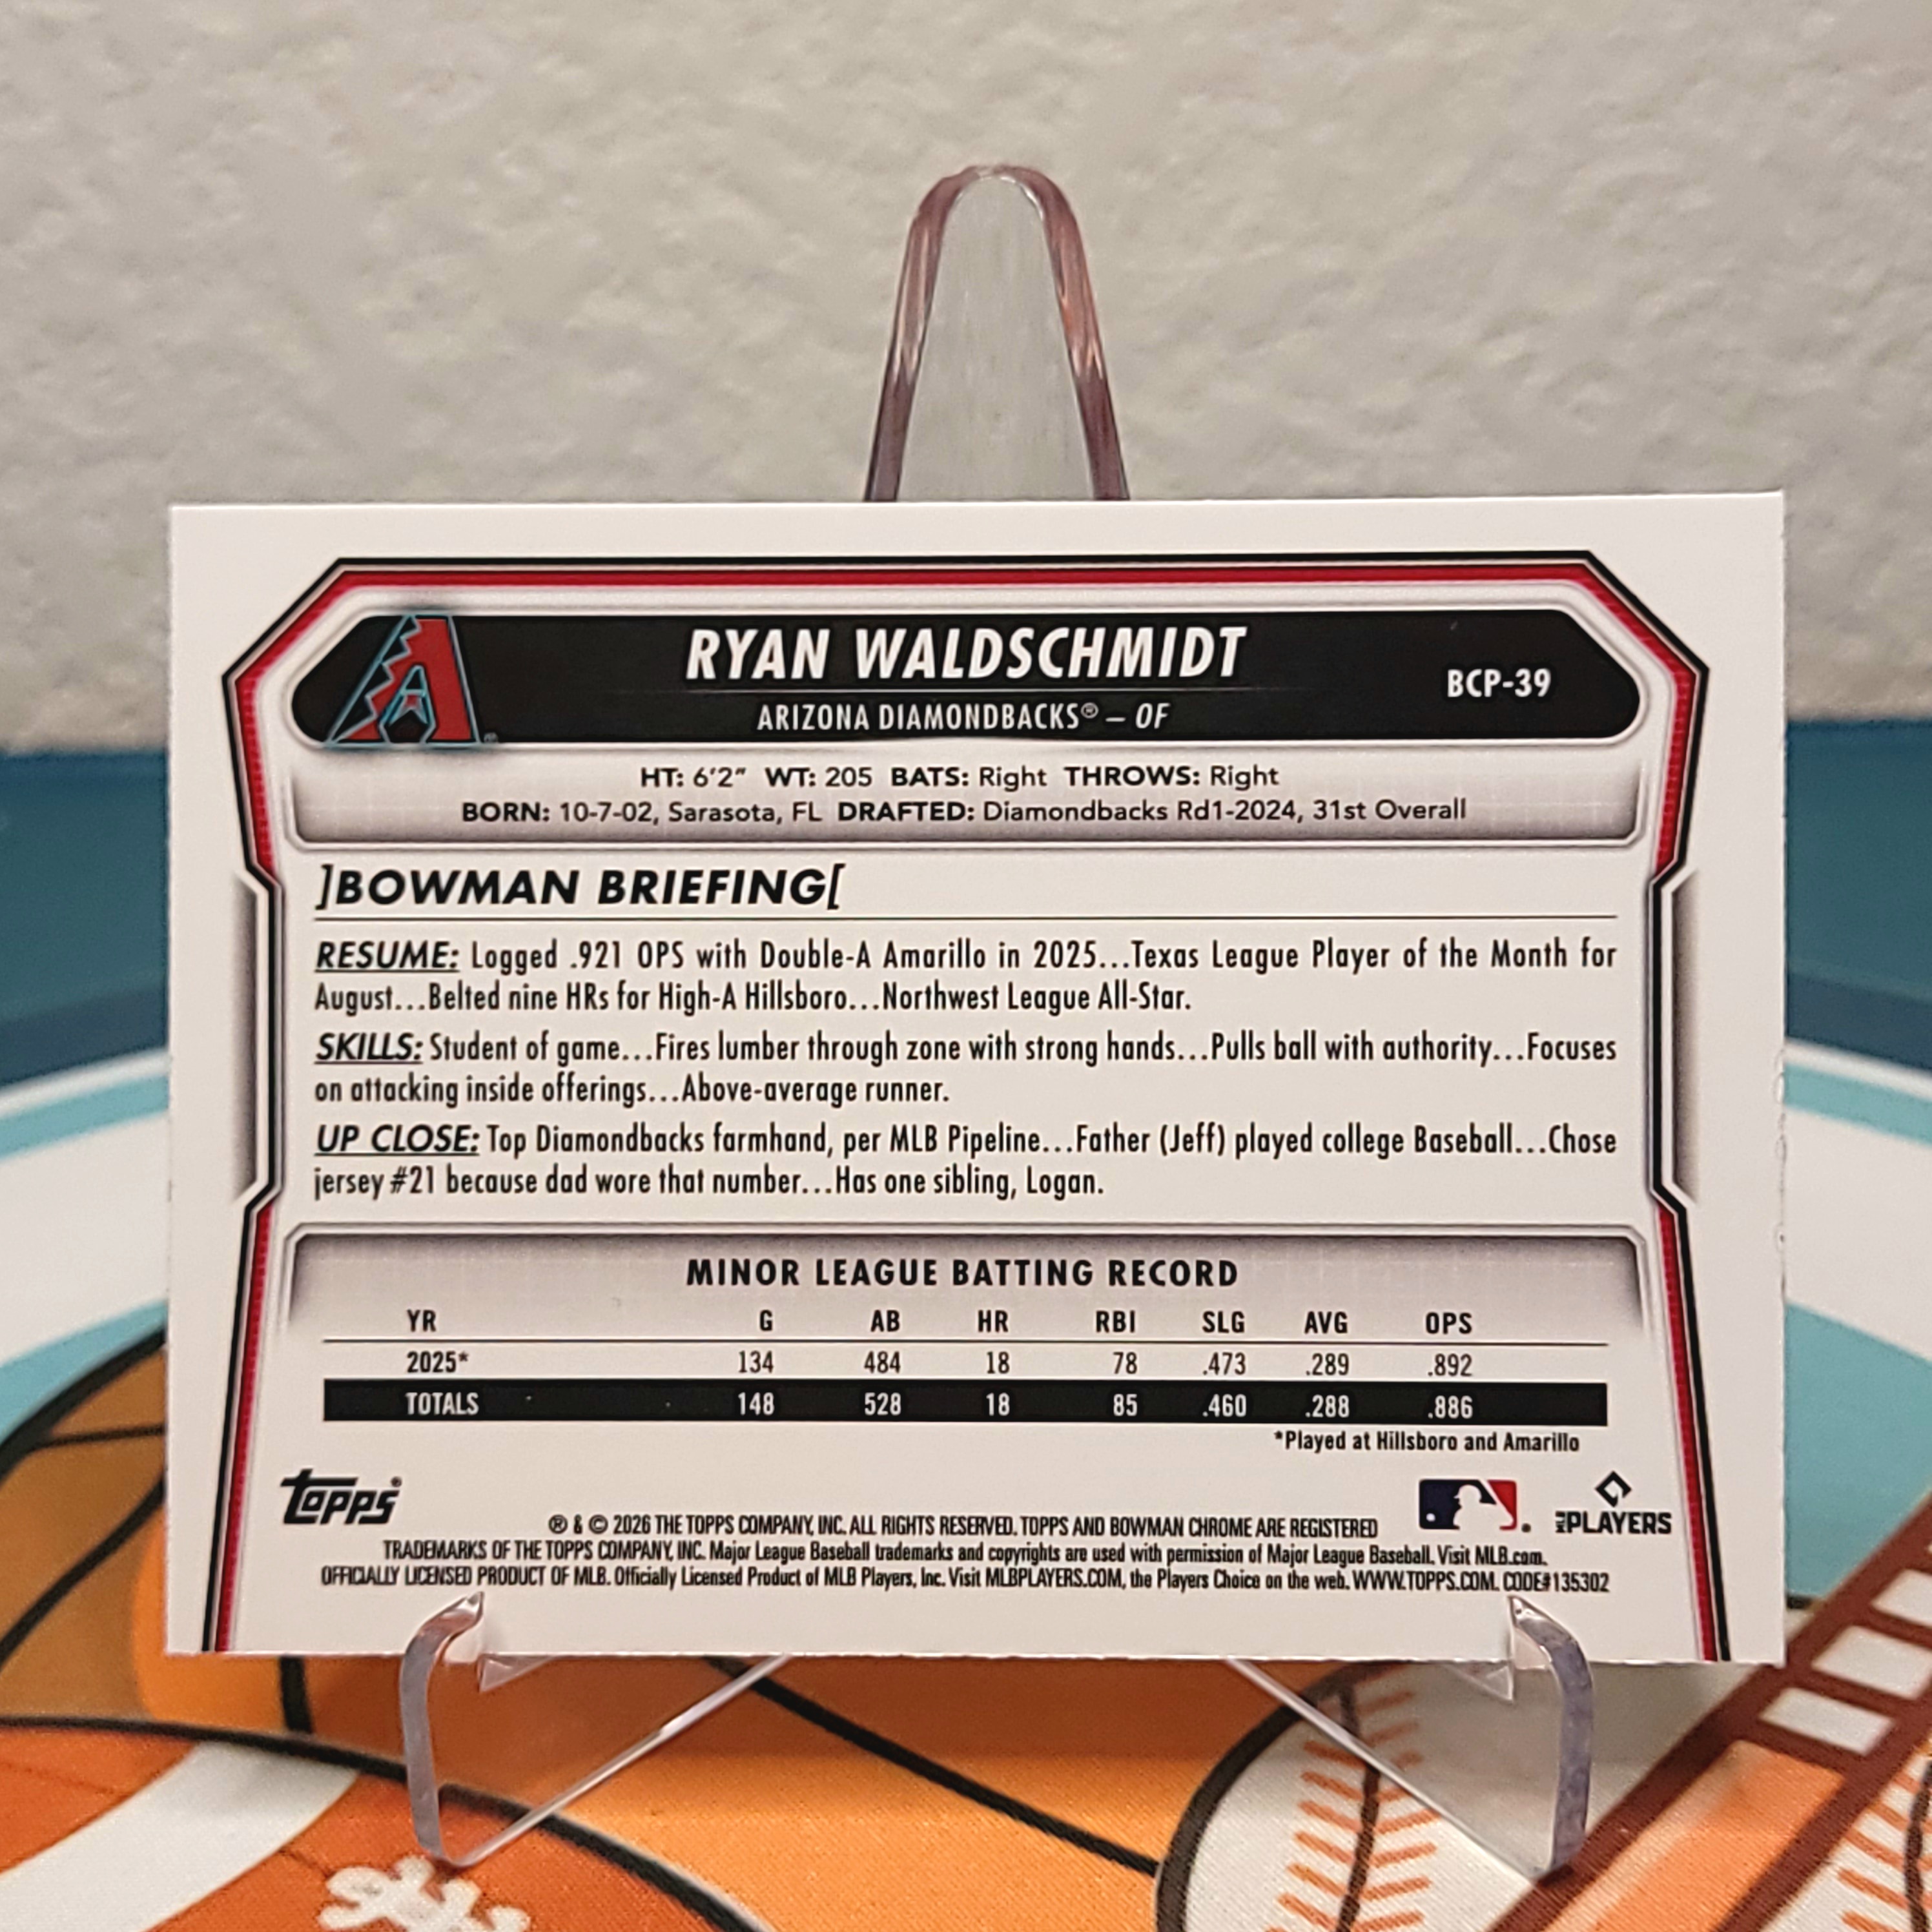 RYAN WALDSCHMIDT
BCP-39
ARIZONA DIAMONDBACKS® – OF
HT: 6'2" WT: 205 BATS: Right THROWS: Right
BORN: 10-7-02, Sarasota, FL DRAFTED: Diamondbacks Rd1-2024, 31st Overall
]BOWMAN BRIEFING[
RESUME: Logged .921 OPS with Double-A Amarillo in 2025...Texas League Player of the Month for
August...Belted nine HRs for High-A Hillsboro...Northwest League All-Star.
SKILLS: Student of game...Fires lumber through zone with strong hands...Pulls ball with authority...Focuses
on attacking inside offerings...Above-average runner.
UP CLOSE: Top Diamondbacks farmhand, per MLB Pipeline...Father (Jeff) played college Baseball...Chose
jersey #21 because dad wore that number...Has one sibling, Logan.
MINOR LEAGUE BATTING RECORD
YR G AB HR RBI SLG AVG OPS
2025* 134 484 18 78 .473 .289 .892
TOTALS 148 528 18 85 .460 .288 .886
*Played at Hillsboro and Amarillo
topps®
MLB PLAYERS
® & © 2026 THE TOPPS COMPANY, INC. ALL RIGHTS RESERVED. TOPPS AND BOWMAN CHROME ARE REGISTERED
TRADEMARKS OF THE TOPPS COMPANY, INC. Major League Baseball trademarks and copyrights are used with permission of Major League Baseball. Visit MLB.com.
OFFICIALLY LICENSED PRODUCT OF MLB. Officially Licensed Product of MLB Players, Inc. Visit MLBPLAYERS.COM, the Players Choice on the web. WWW.TOPPS.COM. CODE#135302